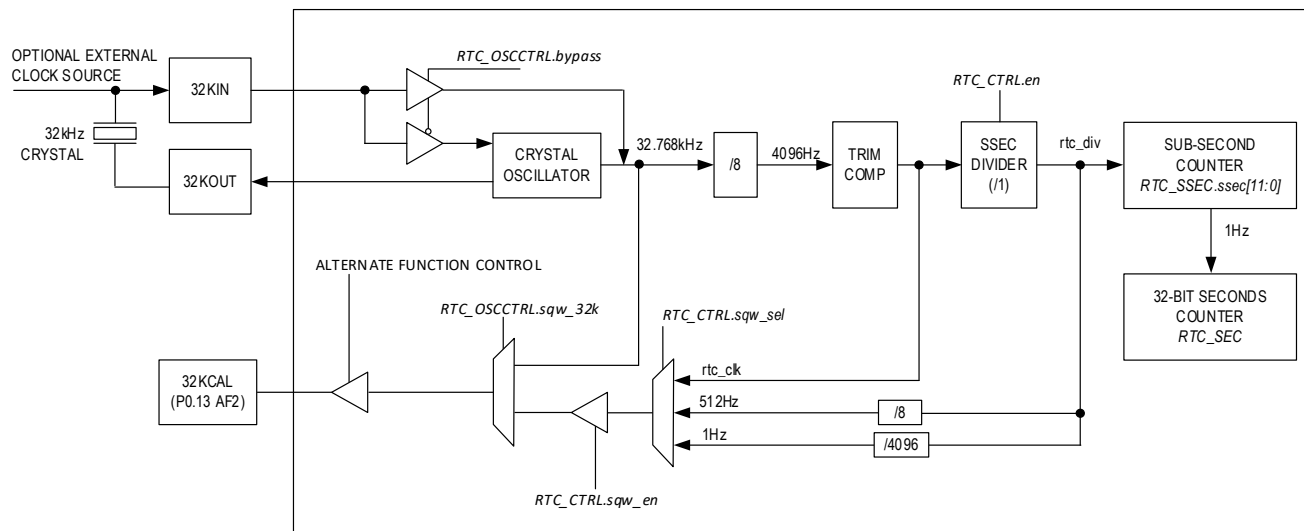 OPTIONAL EXTERNAL
CLOCK SOURCE
32KIN
32kHz
CRYSTAL
32KOUT
RTC_OSCCTRL.bypass
CRYSTAL
OSCILLATOR
32.768kHz
/8
4096Hz
TRIM
COMP
RTC_CTRL.en
SSEC
DIVIDER
(/1)
rtc_div
SUB-SECOND
COUNTER
RTC_SSEC.ssec[11:0]
1Hz
32-BIT SECONDS
COUNTER
RTC_SEC
ALTERNATE FUNCTION CONTROL
RTC_OSCCTRL.sqw_32k
RTC_CTRL.sqw_sel
32KCAL
(P0.13 AF2)
rtc_clk
512Hz
/8
1Hz
/4096
RTC_CTRL.sqw_en